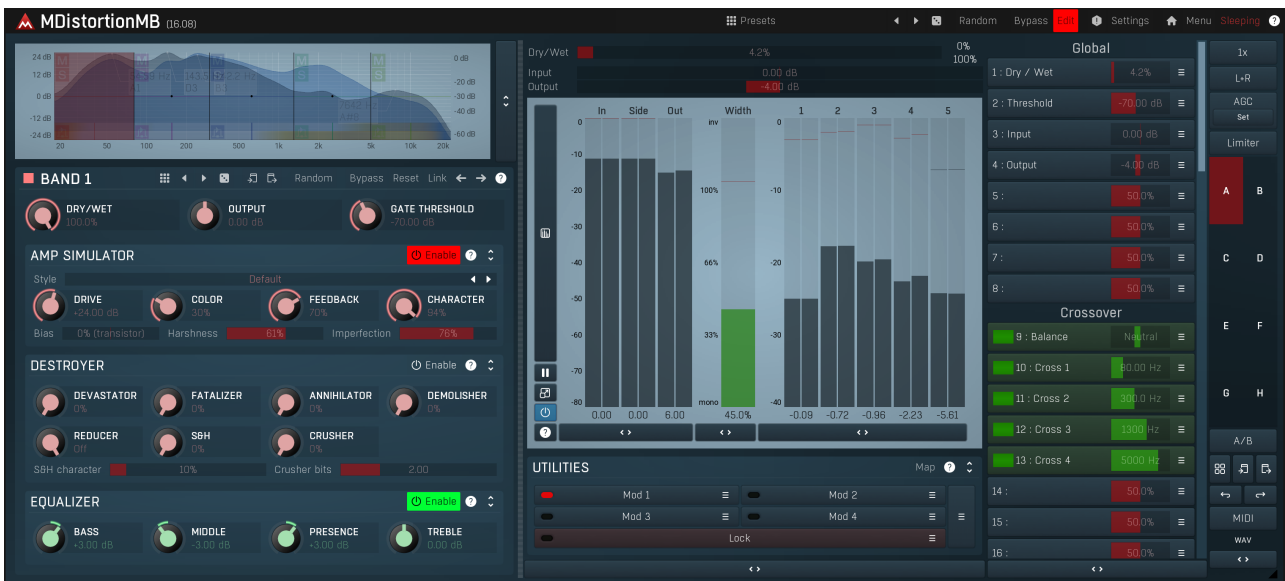 MDistortionMB (16.08)
Presets
Random Bypass Edit Settings Menu Sleeping ?
24 dB
12 dB
0 dB
-12 dB
-24 dB
0 dB
-20 dB
-30 dB
-40 dB
-60 dB
20 50 100 200 500 1k 2k 5k 10k 20k
BAND 1
Random Bypass Reset Link ← → ?
DRY/WET
100.0%
OUTPUT
0.00 dB
GATE THRESHOLD
-70.00 dB
AMP SIMULATOR
Enable ?
Style Default
DRIVE
+24.00 dB
COLOR
30%
FEEDBACK
70%
CHARACTER
94%
Bias 0% (transistor) Harshness 61% Imperfection 76%
DESTROYER
Enable ?
DEVASTATOR
0%
FATALIZER
0%
ANNIHILATOR
0%
DEMOLISHER
0%
REDUCER
Off
S&H
0%
CRUSHER
0%
S&H character 10% Crusher bits 2.00
EQUALIZER
Enable ?
BASS
+3.00 dB
MIDDLE
-3.00 dB
PRESENCE
+3.00 dB
TREBLE
0.00 dB
Dry/Wet 4.2% 0%
100%
Input 0.00 dB
Output -4.00 dB
In Side Out Width 1 2 3 4 5
0 inv 0
-10
-20 100% -10
-30
-40 66% -20
-50
-60 33% -30
-70
-80 mono -40
0.00 0.00 6.00 45.0% -0.09 -0.72 -0.96 -2.23 -5.61
?
UTILITIES
Map ?
Mod 1 Mod 2
Mod 3 Mod 4
Lock
Global
1 : Dry / Wet 4.2%
2 : Threshold -70.00 dB
3 : Input 0.00 dB
4 : Output -4.00 dB
5 : 50.0%
6 : 50.0%
7 : 50.0%
8 : 50.0%
Crossover
9 : Balance Neutral
10 : Cross 1 80.00 Hz
11 : Cross 2 300.0 Hz
12 : Cross 3 1300 Hz
13 : Cross 4 5000 Hz
14 : 50.0%
15 : 50.0%
16 : 50.0%
1x
L+R
AGC
Set
Limiter
A B
C D
E F
G H
A/B
MIDI
WAV